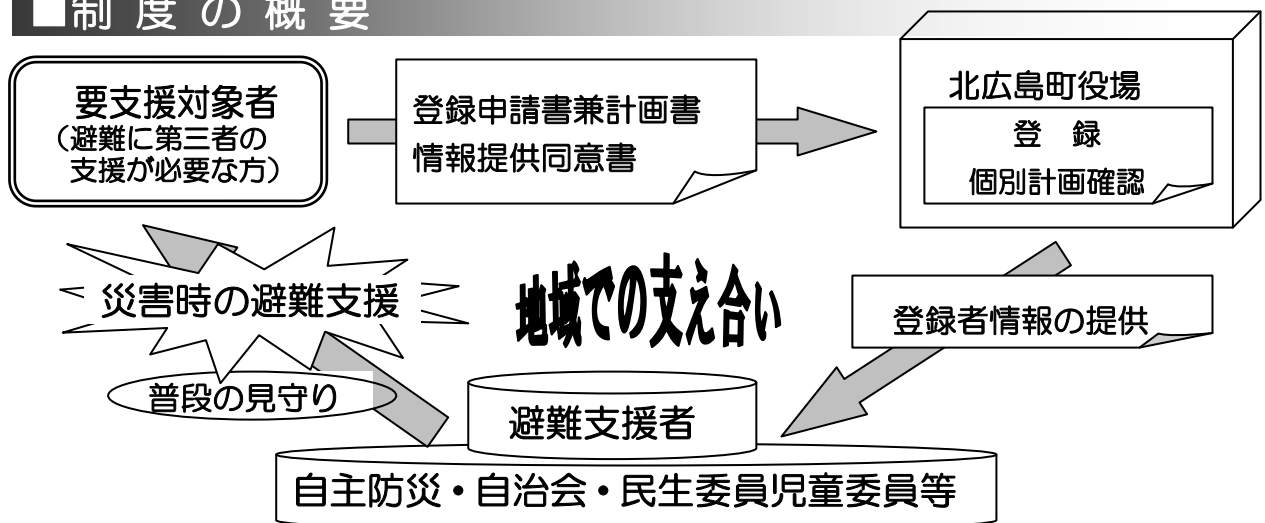 ■制度の概要
要支援対象者
（避難に第三者の
支援が必要な方）
登録申請書兼計画書
情報提供同意書
北広島町役場
登 録
個別計画確認
災害時の避難支援
地域での支え合い
登録者情報の提供
普段の見守り
避難支援者
自主防災・自治会・民生委員児童委員等